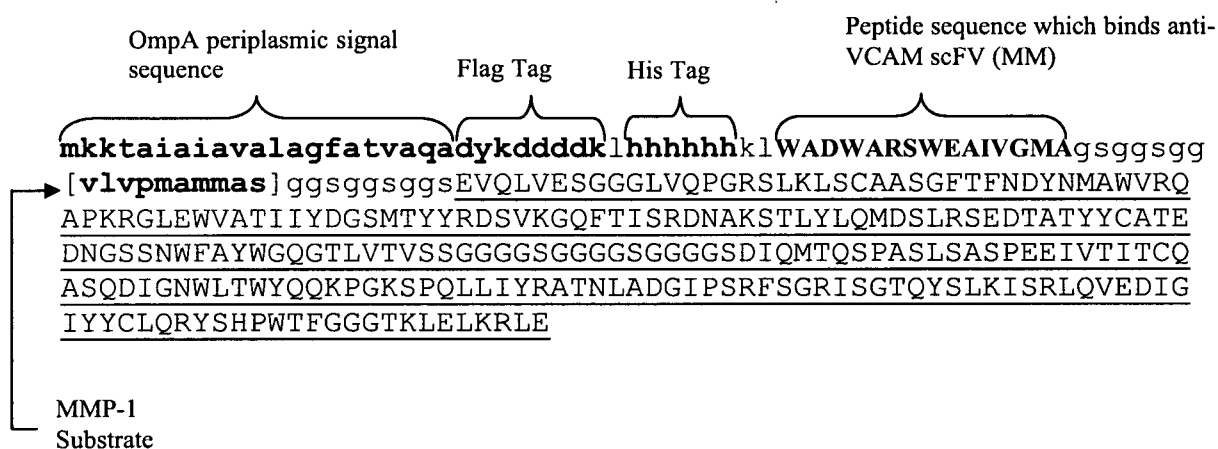 OmpA periplasmic signal
sequence
Flag Tag
His Tag
Peptide sequence which binds anti-
VCAM scFV (MM)
mkktaiaiavalagfatvaqadykddddklhhhhhhklWADWARSWEAIVGMAgsggsgg
[vlvpmammas]ggsggsggsEVQLVESGGGLVQPGRSLKLSCAASGFTFNDYNMAWVRQ
APKRGLEWVATIIYDGSMTYYRDSVKGQFTISRDNAKSTLYLQMDSLRSEDTATYYCATE
DNGSSNWFAYWGQGTLVTVSSGGGGSGGGGSGGGGSDIQMTQSPASLSASPEEIVTITCQ
ASQDIGNWLTWYQQKPGKSPQLLIYRATNLADGIPSRFSGRISGTQYSLKISRLQVEDIG
IYYCLQRYSHPWTFGGGTKLELKRLE
MMP-1
Substrate